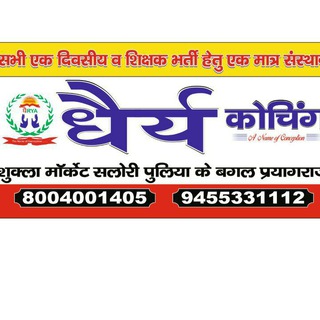 सभी एक दिवसीय व शिक्षक भर्ती हेतु एक मात्र संस्था
धैर्य कोचिंग
A Name of Conception
शुक्ला मॉर्केट सलोरी पुलिया के बगल प्रयागराज
8004001405 9455331112